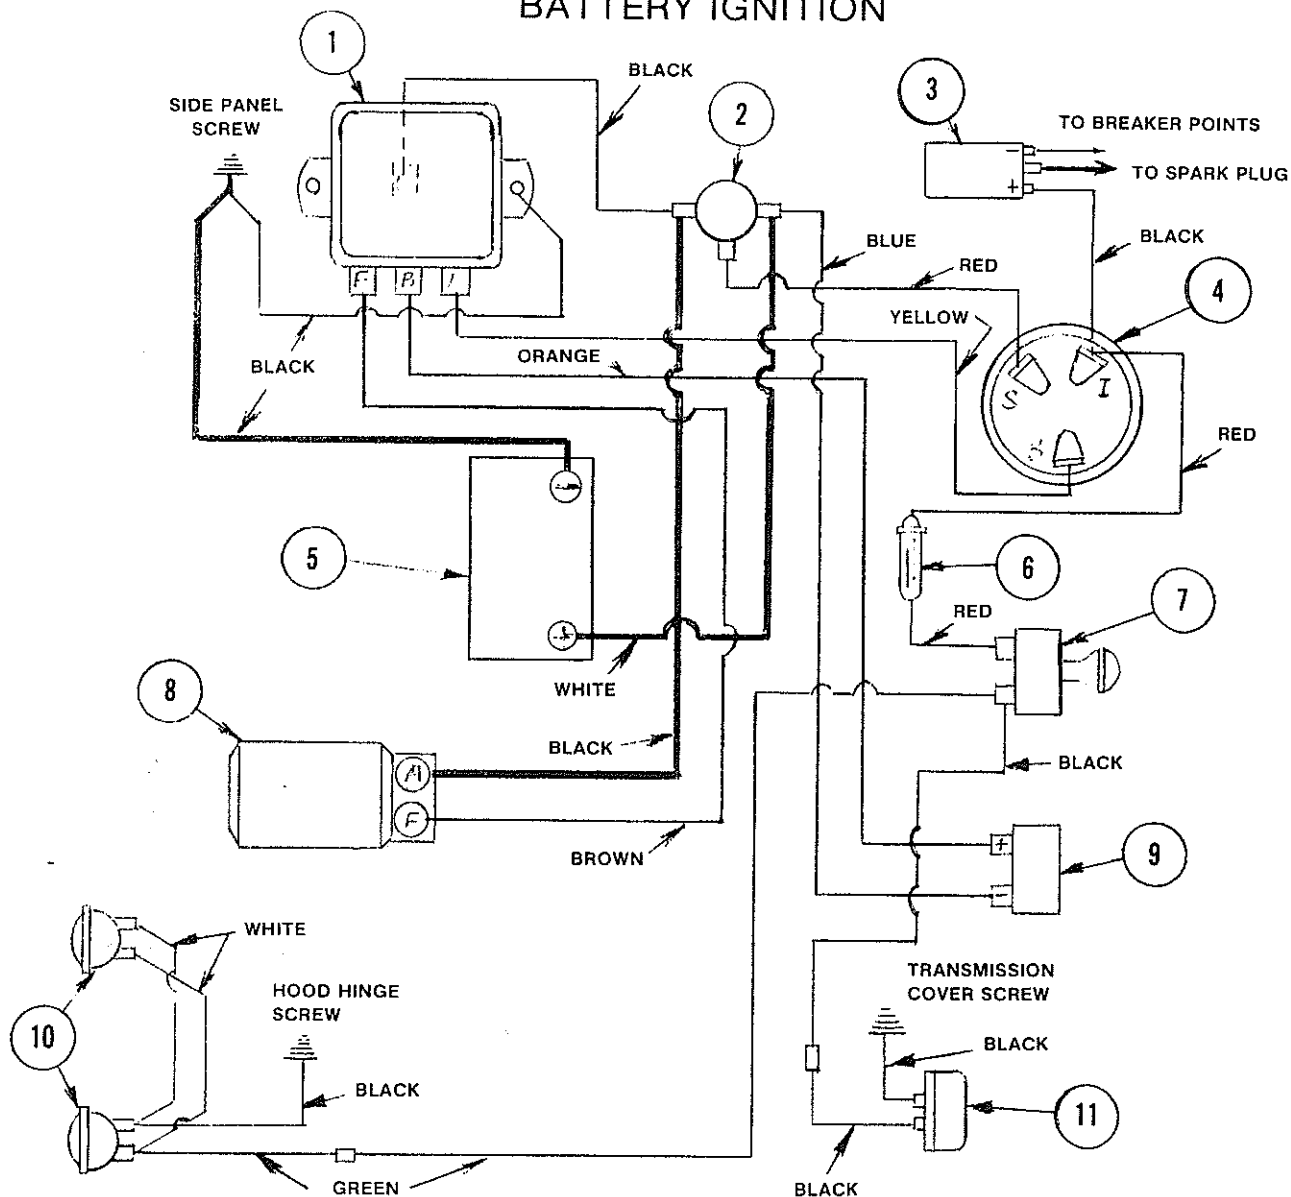 BATTERY IGNITION
1
BLACK
2
3
SIDE PANEL
SCREW
TO BREAKER POINTS
−
TO SPARK PLUG
+
BLUE
BLACK
RED
4
F B
YELLOW
ORANGE
BLACK
S I
RED
5
6
RED
7
WHITE
8
BLACK
BLACK
A
F
+
9
BROWN
−
WHITE
HOOD HINGE
SCREW
TRANSMISSION
COVER SCREW
10
BLACK
BLACK
11
GREEN
BLACK